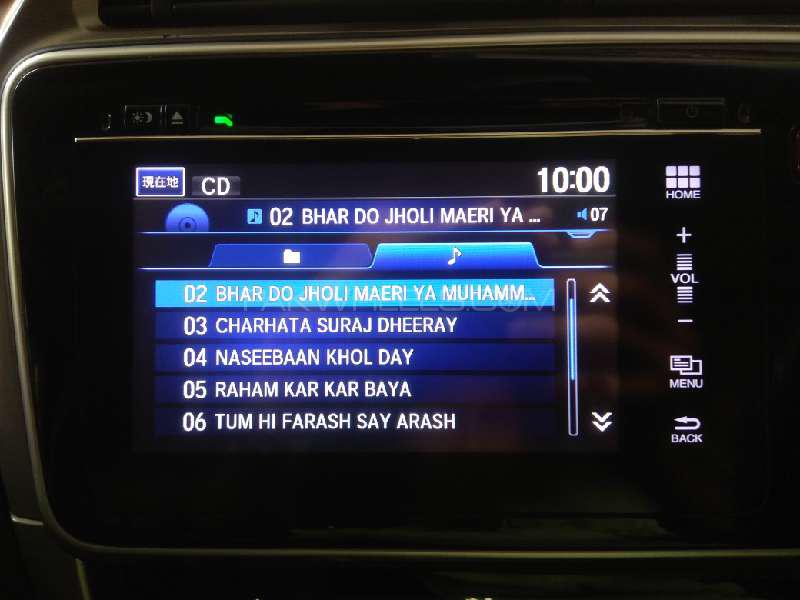 現在地 CD 10:00
02 BHAR DO JHOLI MAERI YA ... 07
02 BHAR DO JHOLI MAERI YA MUHAMM...
03 CHARHATA SURAJ DHEERAY
04 NASEEBAAN KHOL DAY
05 RAHAM KAR KAR BAYA
06 TUM HI FARASH SAY ARASH
HOME
+
VOL
−
MENU
BACK